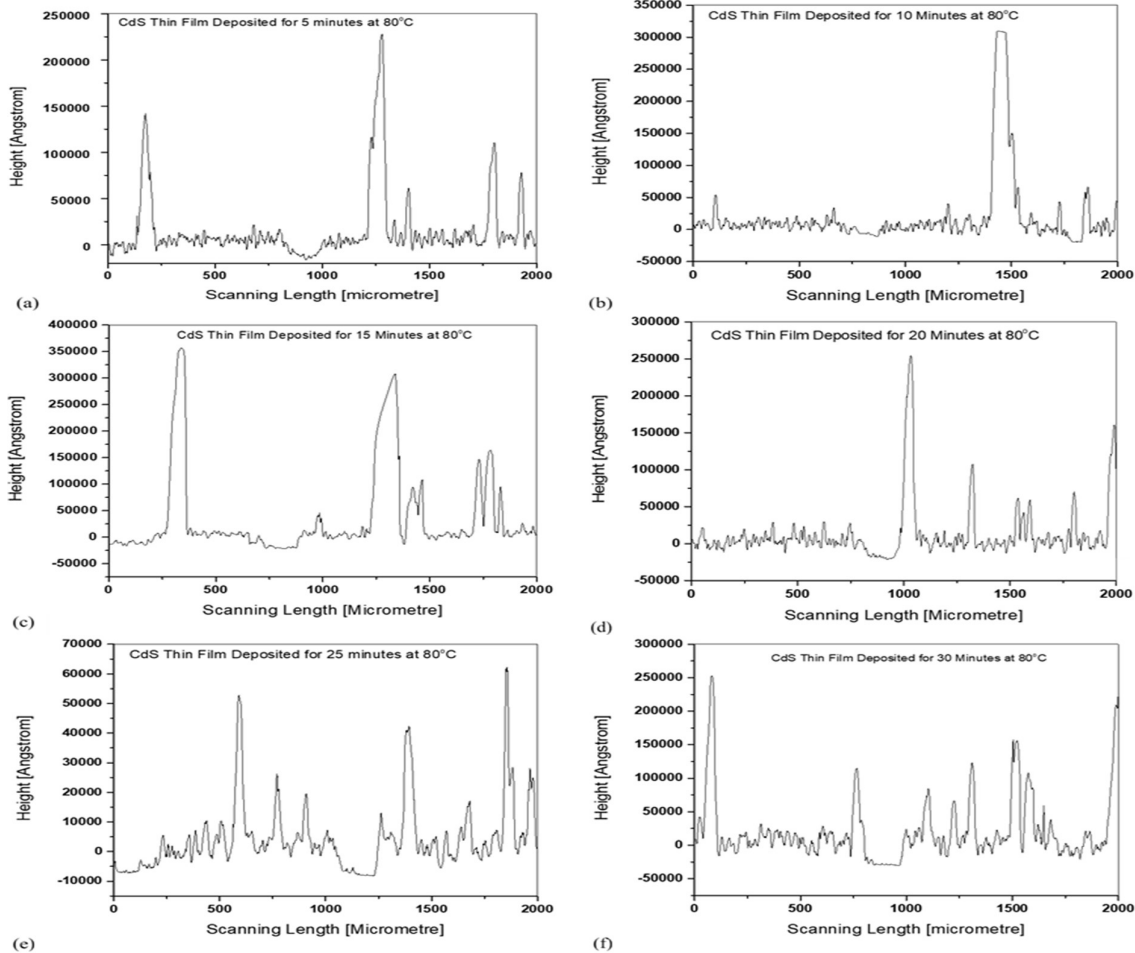 CdS Thin Film Deposited for 5 minutes at 80°C
Height [Angstrom]
250000
200000
150000
100000
50000
0
0 500 1000 1500 2000
Scanning Length [micrometre]
(a)
CdS Thin Film Deposited for 10 Minutes at 80°C
Height [Angstrom]
350000
300000
250000
200000
150000
100000
50000
0
-50000
0 500 1000 1500 2000
Scanning Length [Micrometre]
(b)
CdS Thin Film Deposited for 15 Minutes at 80°C
Height [Angstrom]
400000
350000
300000
250000
200000
150000
100000
50000
0
-50000
0 500 1000 1500 2000
Scanning Length [Micrometre]
(c)
CdS Thin Film Deposited for 20 Minutes at 80°C
Height [Angstrom]
300000
250000
200000
150000
100000
50000
0
-50000
0 500 1000 1500 2000
Scanning Length [Micrometre]
(d)
CdS Thin Film Deposited for 25 minutes at 80°C
Height [Angstrom]
70000
60000
50000
40000
30000
20000
10000
0
-10000
0 500 1000 1500 2000
Scanning Length [Micrometre]
(e)
CdS Thin Film Deposited for 30 Minutes at 80°C
Height [Angstrom]
300000
250000
200000
150000
100000
50000
0
-50000
0 500 1000 1500 2000
Scanning Length [micrometre]
(f)